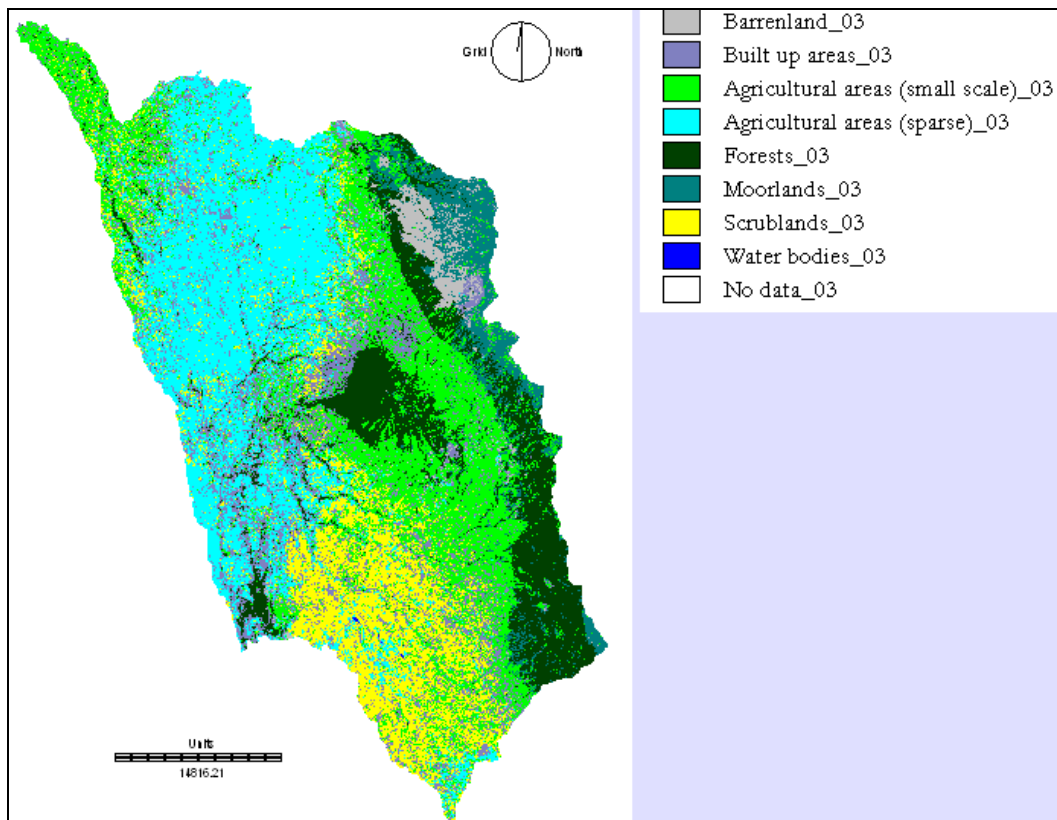 Grid North
Barrenland_03
Built up areas_03
Agricultural areas (small scale)_03
Agricultural areas (sparse)_03
Forests_03
Moorlands_03
Scrublands_03
Water bodies_03
No data_03
Units
14816.21